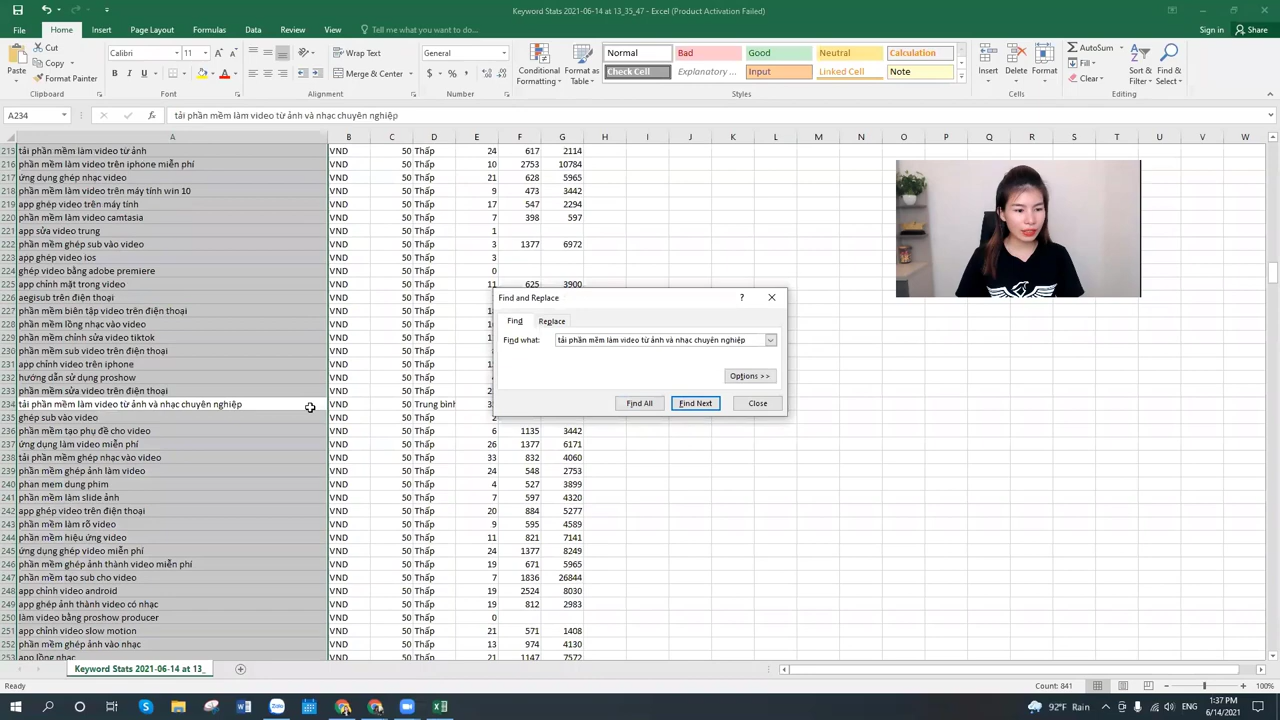 Keyword Stats 2021-06-14 at 13_35_47 - Excel (Product Activation Failed)
File Home Insert Page Layout Formulas Data Review View Tell me what you want to do... Sign in Share
Cut Calibri 11 Wrap Text General Normal Bad Good Neutral Calculation AutoSum
Copy Fill
Format Painter Merge & Center Check Cell Explanatory ... Input Linked Cell Note Clear
Paste Conditional Formatting Format as Table Insert Delete Format Sort & Filter Find & Select
Clipboard Font Alignment Number Styles Cells Editing
A234 fx tải phần mềm làm video từ ảnh và nhạc chuyên nghiệp
A B C D E F G H I J K L M N O P Q R S T U V W
215 tải phần mềm làm video từ ảnh VND 50 Thấp 24 617 2114
216 phần mềm làm video trên iphone miễn phí VND 50 Thấp 10 2753 10784
217 ứng dụng ghép nhạc video VND 50 Thấp 21 628 5965
218 phần mềm làm video trên máy tính win 10 VND 50 Thấp 9 473 3442
219 app ghép video trên máy tính VND 50 Thấp 17 547 2294
220 phần mềm làm video camtasia VND 50 Thấp 7 398 597
221 app sửa video trung VND 50 Thấp 1
222 phần mềm ghép sub vào video VND 50 Thấp 3 1377 6972
223 app ghép video ios VND 50 Thấp 3
224 ghép video bằng adobe premiere VND 50 Thấp 0
225 app chỉnh mặt trong video VND 50 Thấp 11 625 3900
226 aegisub trên điện thoại VND 50 Thấp
227 phần mềm biên tập video trên điện thoại VND 50 Thấp
228 phần mềm lồng nhạc vào video VND 50 Thấp
229 phần mềm chỉnh sửa video tiktok VND 50 Thấp
230 phần mềm sub video trên điện thoại VND 50 Thấp
231 app chỉnh video trên iphone VND 50 Thấp
232 hướng dẫn sử dụng proshow VND 50 Thấp
233 phần mềm sửa video trên điện thoại VND 50 Thấp
234 tải phần mềm làm video từ ảnh và nhạc chuyên nghiệp VND 50 Trung bình
235 ghép sub vào video VND 50 Thấp
236 phần mềm tạo phụ đề cho video VND 50 Thấp 6 1135 3442
237 ứng dụng làm video miễn phí VND 50 Thấp 26 1377 6171
238 tải phần mềm ghép nhạc vào video VND 50 Thấp 33 832 4060
239 phần mềm ghép ảnh làm video VND 50 Thấp 24 548 2753
240 phan mem dung phim VND 50 Thấp 4 527 3899
241 phần mềm làm slide ảnh VND 50 Thấp 7 597 4320
242 app ghép video trên điện thoại VND 50 Thấp 20 884 5277
243 phần mềm làm rõ video VND 50 Thấp 9 595 4589
244 phần mềm hiệu ứng video VND 50 Thấp 11 821 7141
245 ứng dụng ghép video miễn phí VND 50 Thấp 24 1377 8249
246 phần mềm ghép ảnh thành video miễn phí VND 50 Thấp 19 671 5965
247 phần mềm tạo sub cho video VND 50 Thấp 7 1836 26844
248 app chỉnh video android VND 50 Thấp 19 2524 8030
249 app ghép ảnh thành video có nhạc VND 50 Thấp 19 812 2983
250 làm video bằng proshow producer VND 50 Thấp 0
251 app chỉnh video slow motion VND 50 Thấp 21 571 1408
252 phần mềm ghép ảnh vào nhạc VND 50 Thấp 13 974 4130
253 app lồng nhạc VND 50 Thấp 21 1147 7572
Find and Replace ?
Find Replace
Find what: tải phần mềm làm video từ ảnh và nhạc chuyên nghiệp
Options >>
Find All Find Next Close
Keyword Stats 2021-06-14 at 13_
Ready Count: 841 100%
92°F Rain 1:37 PM
6/14/2021